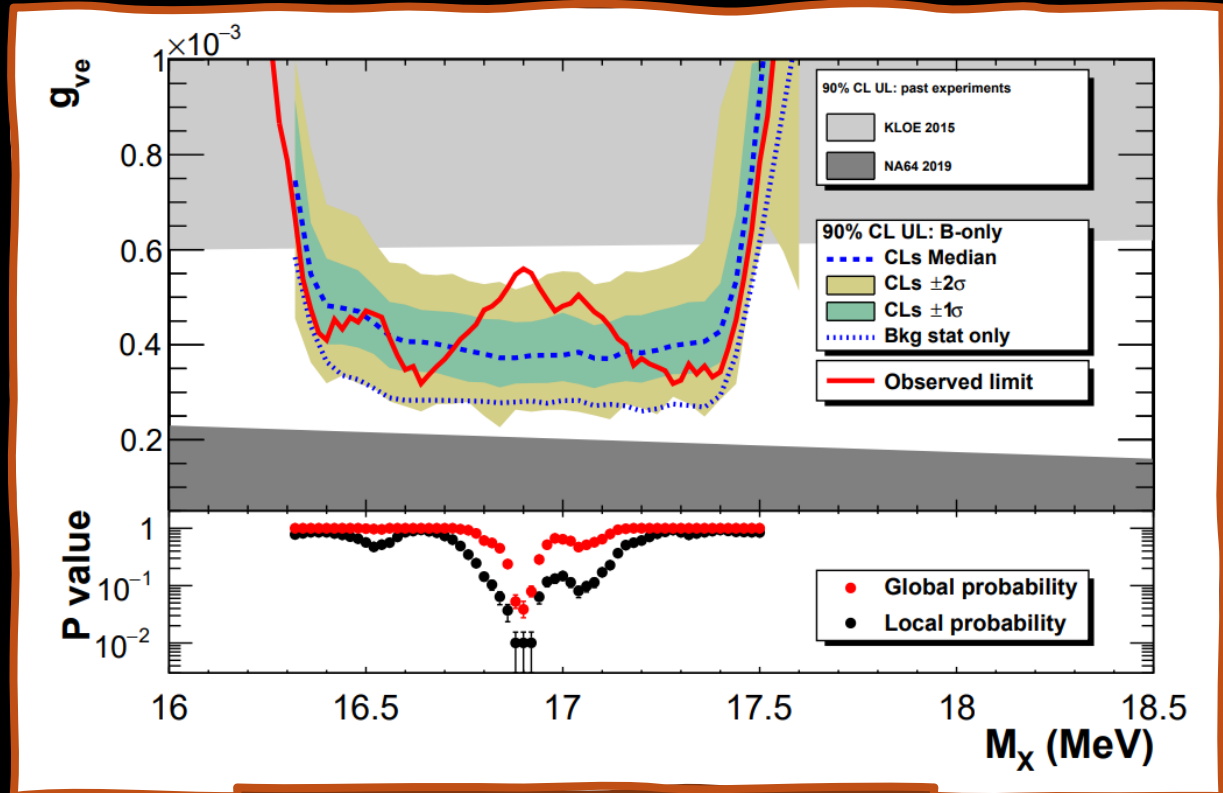 1×10⁻³
g_ve
0.8
0.6
0.4
0.2
90% CL UL: past experiments
KLOE 2015
NA64 2019
90% CL UL: B-only
CLs Median
CLs ±2σ
CLs ±1σ
Bkg stat only
Observed limit
P value
1
10⁻¹
10⁻²
Global probability
Local probability
16 16.5 17 17.5 18 18.5
M_X (MeV)